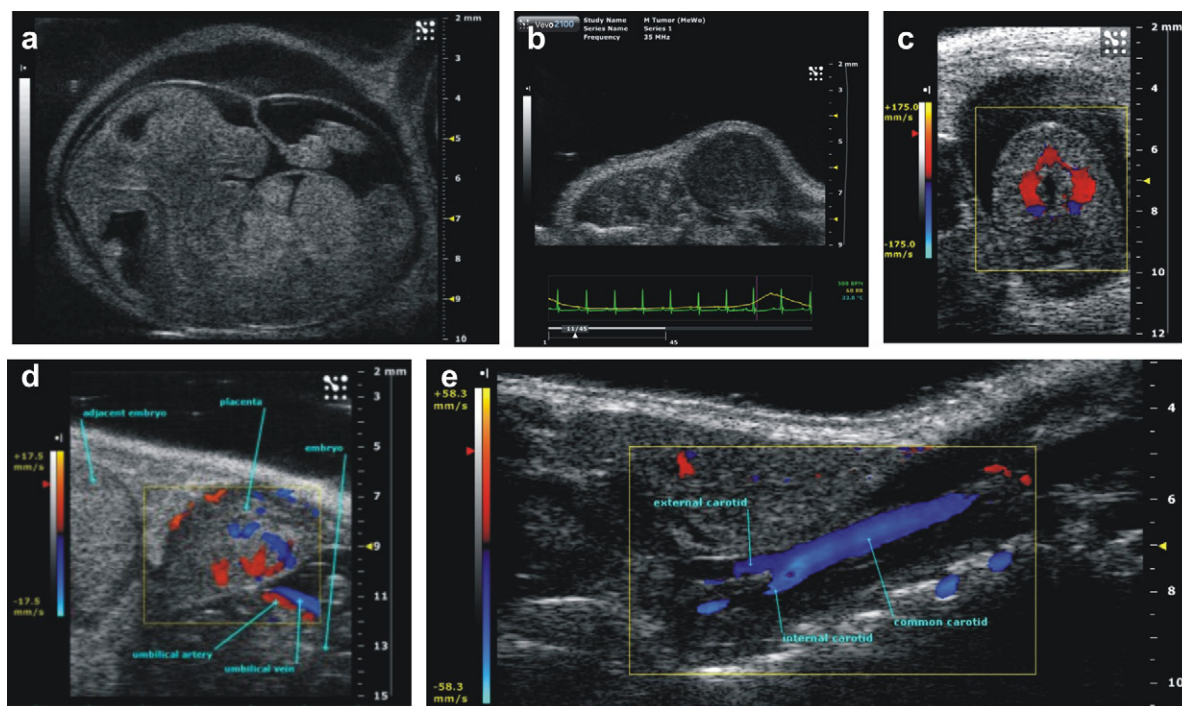 a
2 mm
3
4
5
6
7
8
9
10
b
Vevo 2100
Study Name M Tumor (MeWo)
Series Name Series 1
Frequency 35 MHz
2 mm
3
4
5
6
7
8
9
11/45
1
45
c
+175.0
mm/s
-175.0
mm/s
2 mm
4
6
8
10
12
d
adjacent embryo
placenta
embryo
umbilical artery
umbilical vein
+17.5
mm/s
-17.5
mm/s
2 mm
5
7
9
11
13
15
e
+58.3
mm/s
-58.3
mm/s
external carotid
internal carotid
common carotid
4
6
8
10